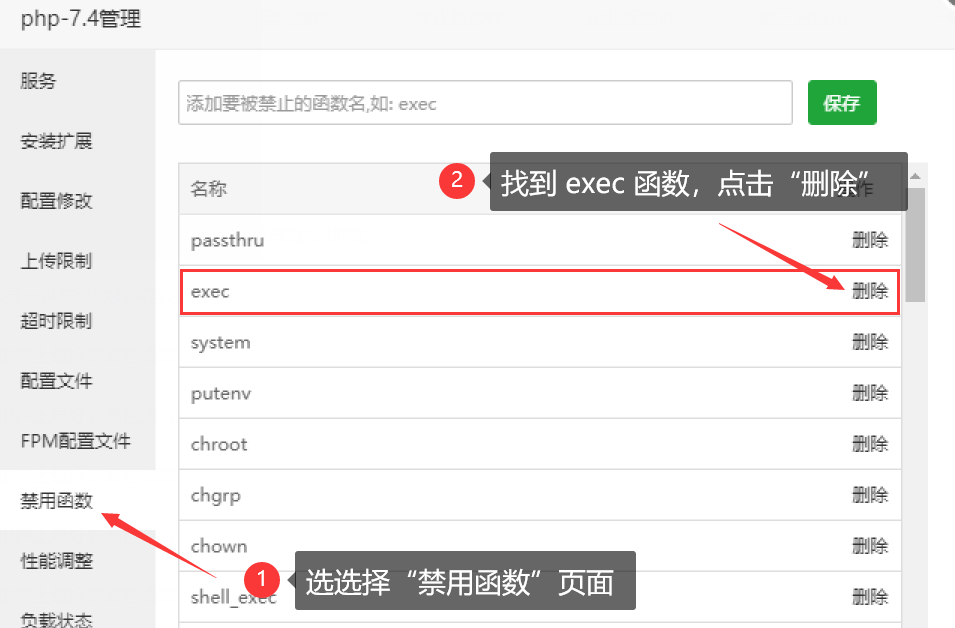 php-7.4管理
服务
安装扩展
配置修改
上传限制
超时限制
配置文件
FPM配置文件
禁用函数
性能调整
负载状态
添加要被禁止的函数名,如: exec
保存
名称
2
找到 exec 函数，点击“删除”
passthru 删除
exec 删除
system 删除
putenv 删除
chroot 删除
chgrp 删除
chown 删除
1
选选择“禁用函数”页面
shell_exec 删除